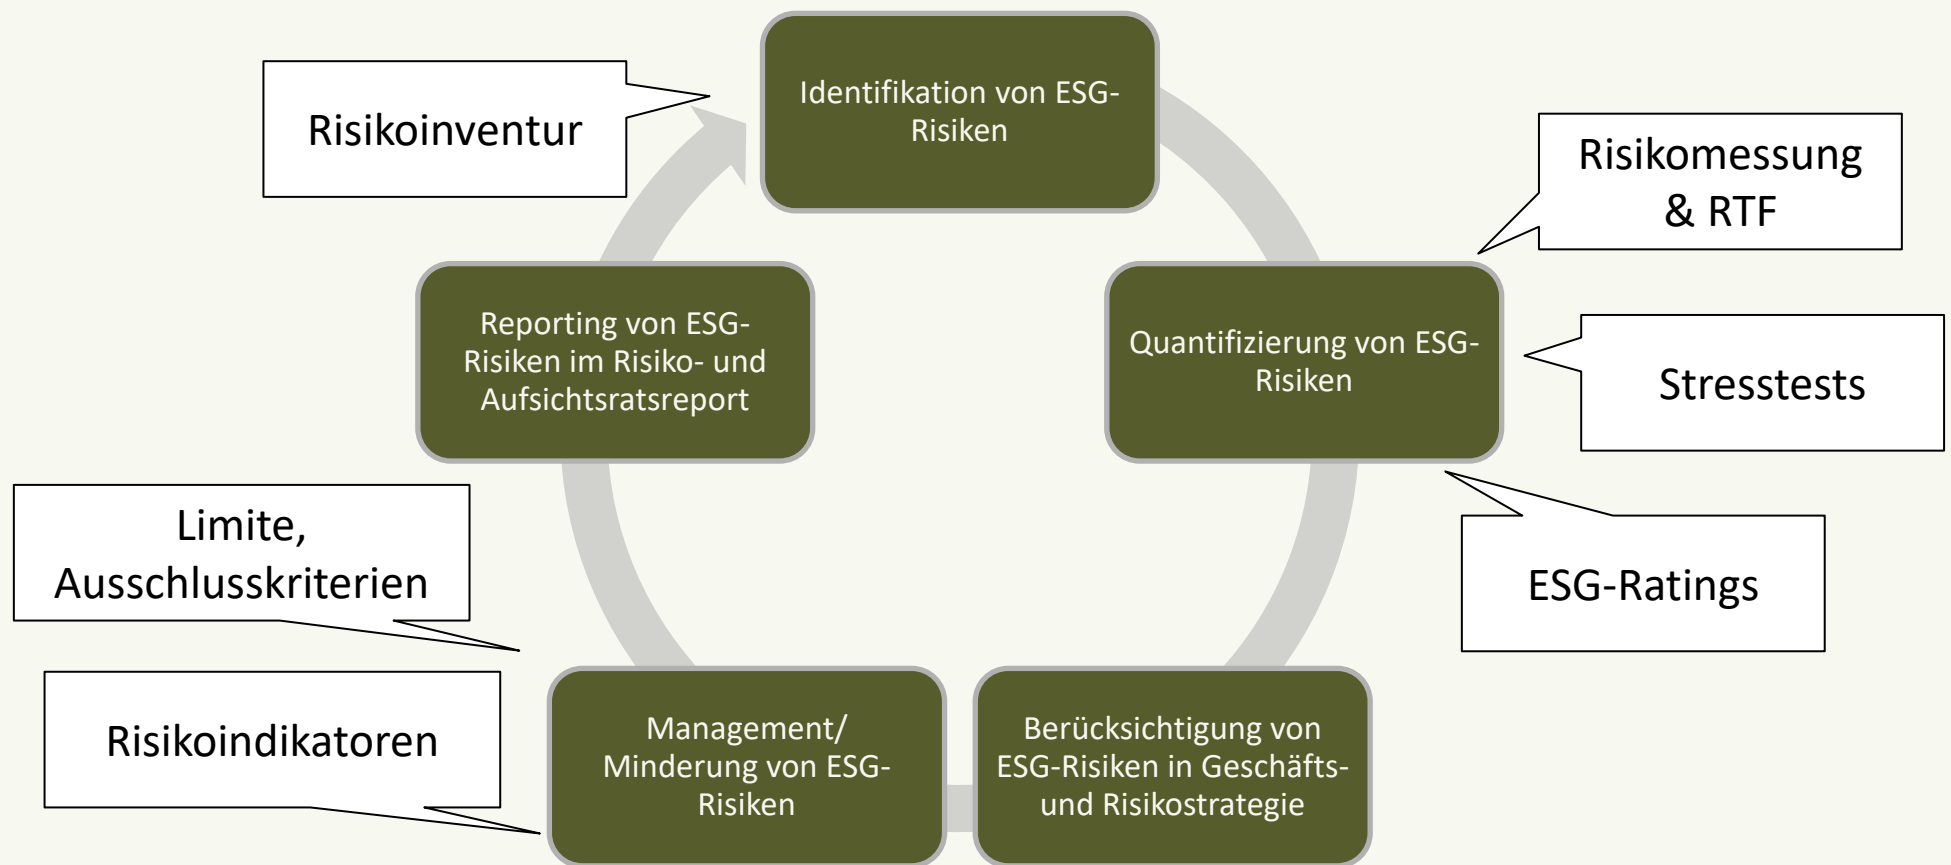 Identifikation von ESG-
Risiken
Risikoinventur
Risikomessung
& RTF
Reporting von ESG-
Risiken im Risiko- und
Aufsichtsratsreport
Quantifizierung von ESG-
Risiken
Stresstests
Limite,
Ausschlusskriterien
ESG-Ratings
Risikoindikatoren
Management/
Minderung von ESG-
Risiken
Berücksichtigung von
ESG-Risiken in Geschäfts-
und Risikostrategie